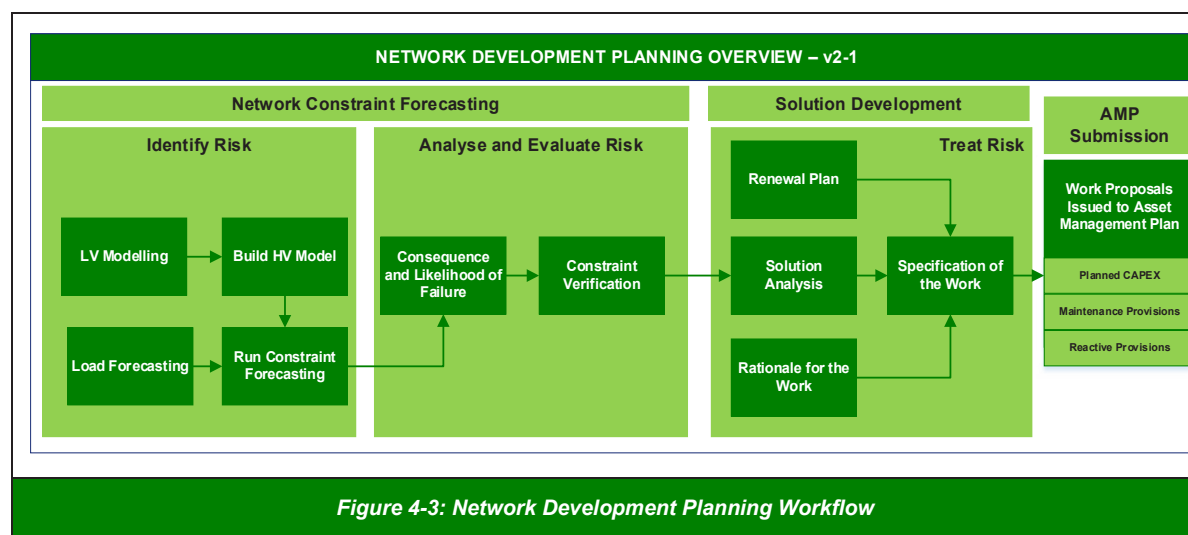 NETWORK DEVELOPMENT PLANNING OVERVIEW – v2-1
Network Constraint Forecasting
Solution Development
AMP
Submission
Identify Risk
Analyse and Evaluate Risk
Treat Risk
LV Modelling
Build HV Model
Load Forecasting
Run Constraint
Forecasting
Consequence
and Likelihood of
Failure
Constraint
Verification
Renewal Plan
Solution
Analysis
Rationale for the
Work
Specification of
the Work
Work Proposals
Issued to Asset
Management Plan
Planned CAPEX
Maintenance Provisions
Reactive Provisions
Figure 4-3: Network Development Planning Workflow